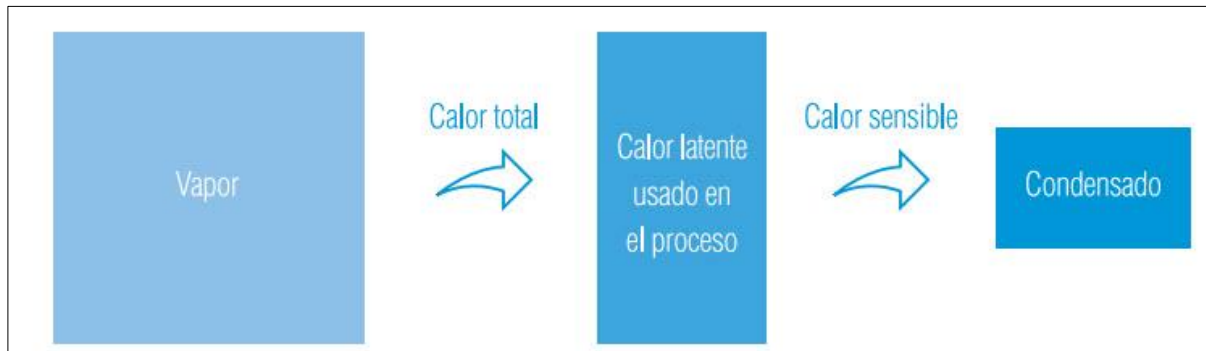 Vapor
Calor total
Calor latente
usado en
el proceso
Calor sensible
Condensado